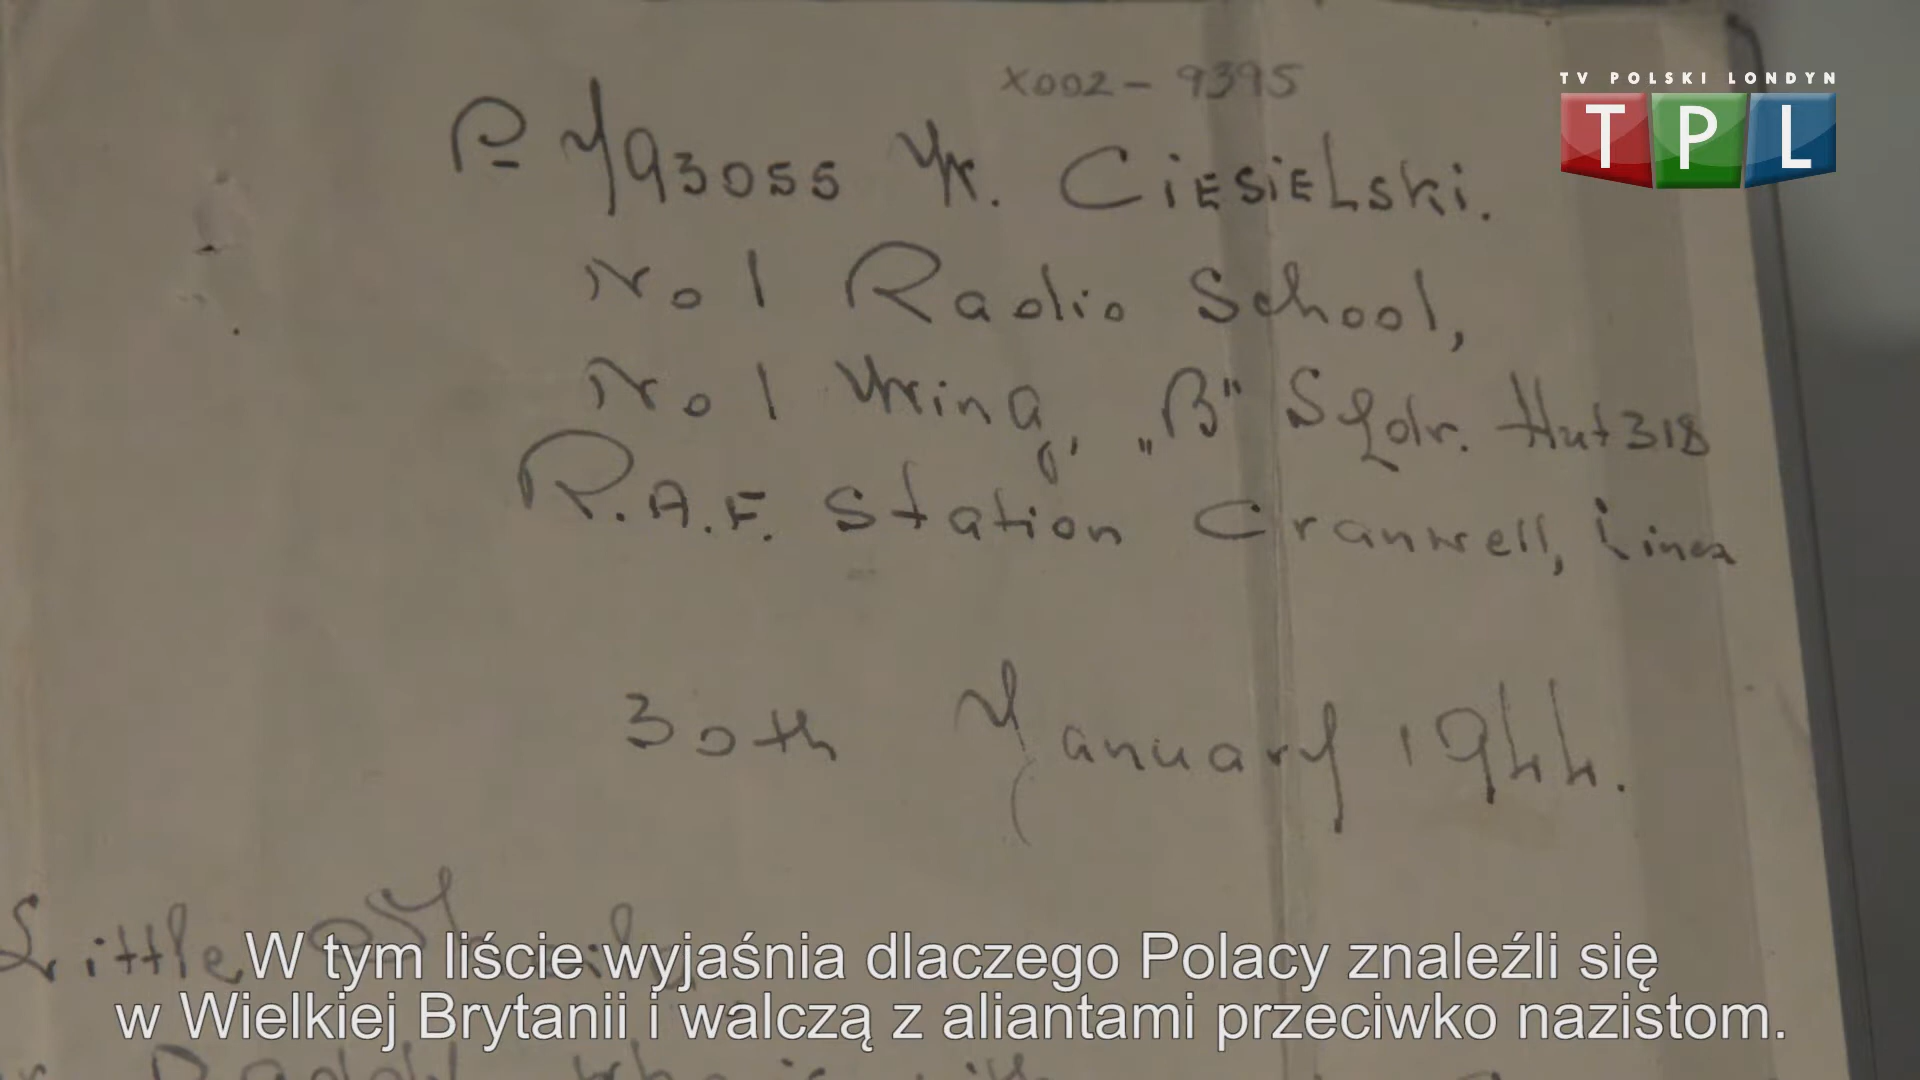 X002 - 9395
TV POLSKI LONDYN
TPL
P-793055 W. CiESiELSki.
No 1 Radio School,
No 1 Wing, „B" Sqdr. Hut 318
R.A.F. Station Cranwell, Lincs
30th January 1944.
Little
W tym liście wyjaśnia dlaczego Polacy znaleźli się
w Wielkiej Brytanii i walczą z aliantami przeciwko nazistom.